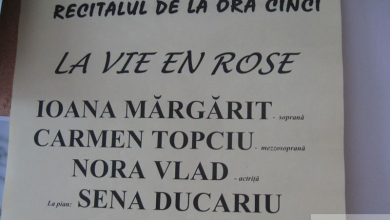 RECITALUL DE LA ORA CINCI
LA VIE EN ROSE
IOANA MĂRGĂRIT - soprană
CARMEN TOPCIU - mezzosoprană
NORA VLAD - actriță
La pian: SENA DUCARIU